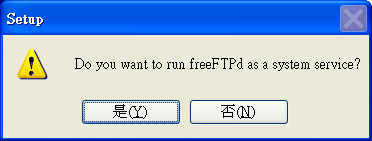 Setup
Do you want to run freeFTPd as a system service?
是(Y) 否(N)